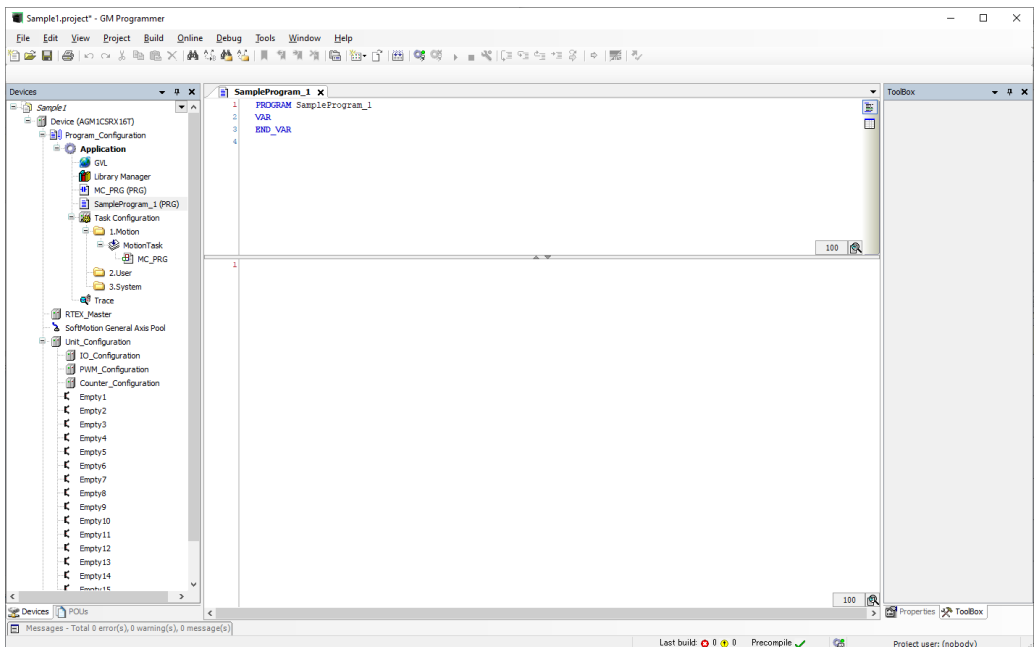 Sample1.project* - GM Programmer
File Edit View Project Build Online Debug Tools Window Help
Devices
Sample1
Device (AGM1CSRX16T)
Program_Configuration
Application
GVL
Library Manager
MC_PRG (PRG)
SampleProgram_1 (PRG)
Task Configuration
1.Motion
MotionTask
MC_PRG
2.User
3.System
Trace
RTEX_Master
SoftMotion General Axis Pool
Unit_Configuration
IO_Configuration
PWM_Configuration
Counter_Configuration
Empty1
Empty2
Empty3
Empty4
Empty5
Empty6
Empty7
Empty8
Empty9
Empty10
Empty11
Empty12
Empty13
Empty14
Empty15
Devices POUs
SampleProgram_1
1 PROGRAM SampleProgram_1
2 VAR
3 END_VAR
4
100
1
100
ToolBox
Properties ToolBox
Messages - Total 0 error(s), 0 warning(s), 0 message(s)
Last build: 0 0 Precompile Project user: (nobody)